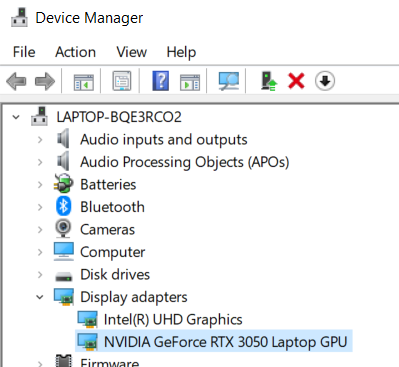 Device Manager
File Action View Help
LAPTOP-BQE3RCO2
Audio inputs and outputs
Audio Processing Objects (APOs)
Batteries
Bluetooth
Cameras
Computer
Disk drives
Display adapters
Intel(R) UHD Graphics
NVIDIA GeForce RTX 3050 Laptop GPU
Firmware